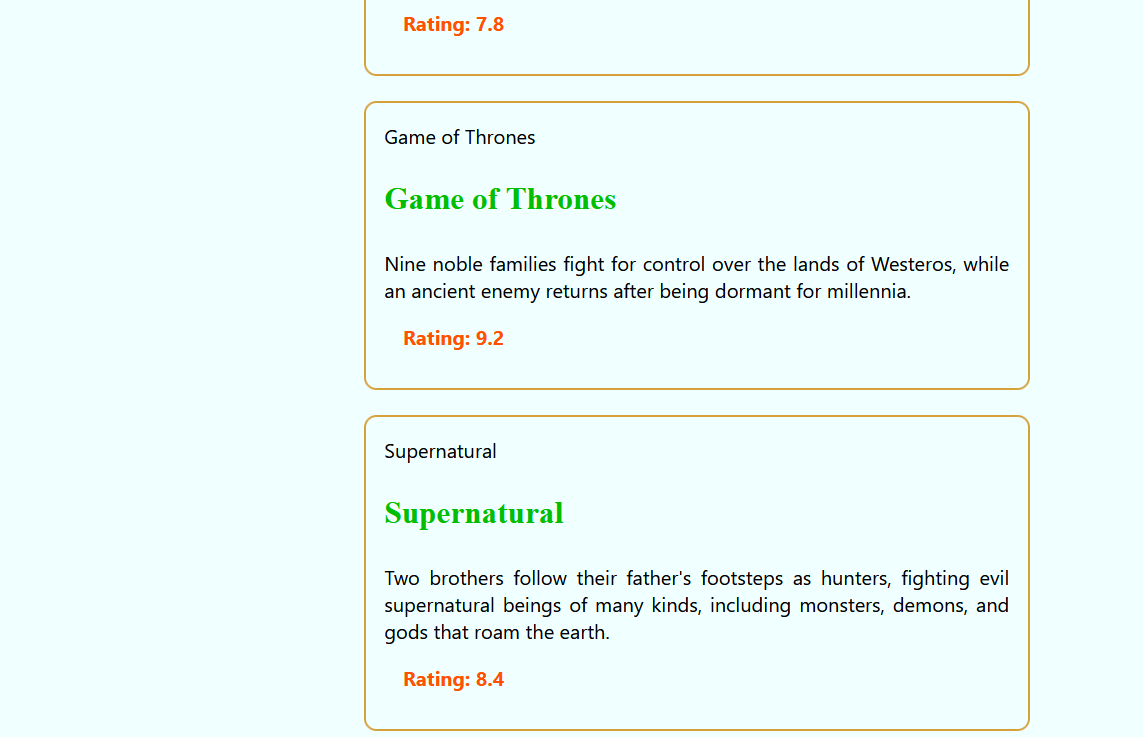 Rating: 7.8
Game of Thrones
Game of Thrones
Nine noble families fight for control over the lands of Westeros, while
an ancient enemy returns after being dormant for millennia.
Rating: 9.2
Supernatural
Supernatural
Two brothers follow their father's footsteps as hunters, fighting evil
supernatural beings of many kinds, including monsters, demons, and
gods that roam the earth.
Rating: 8.4